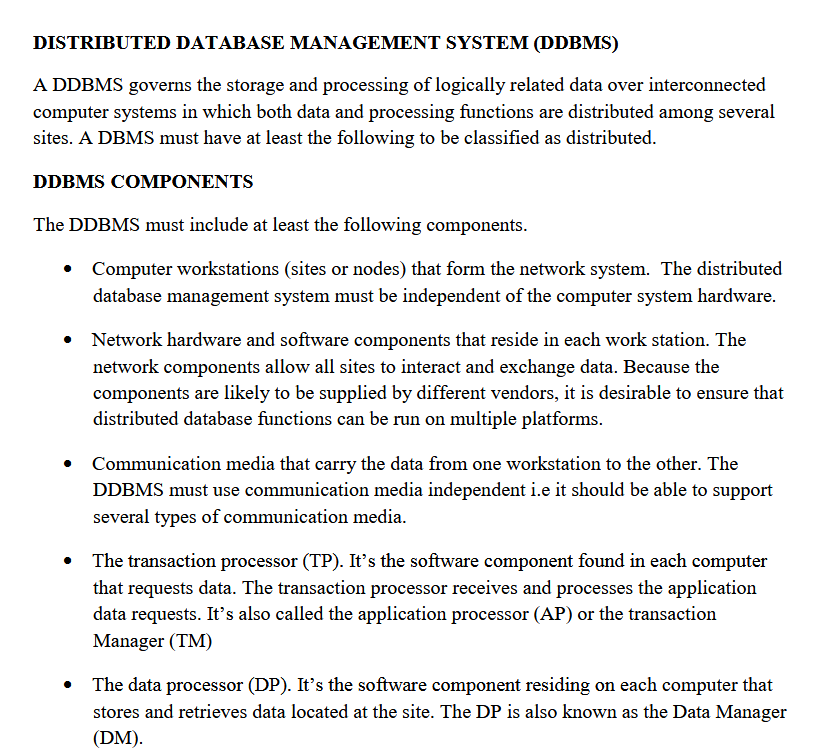 DISTRIBUTED DATABASE MANAGEMENT SYSTEM (DDBMS)
A DDBMS governs the storage and processing of logically related data over interconnected
computer systems in which both data and processing functions are distributed among several
sites. A DBMS must have at least the following to be classified as distributed.
DDBMS COMPONENTS
The DDBMS must include at least the following components.
• Computer workstations (sites or nodes) that form the network system.  The distributed
database management system must be independent of the computer system hardware.
• Network hardware and software components that reside in each work station. The
network components allow all sites to interact and exchange data. Because the
components are likely to be supplied by different vendors, it is desirable to ensure that
distributed database functions can be run on multiple platforms.
• Communication media that carry the data from one workstation to the other. The
DDBMS must use communication media independent i.e it should be able to support
several types of communication media.
• The transaction processor (TP). It’s the software component found in each computer
that requests data. The transaction processor receives and processes the application
data requests. It’s also called the application processor (AP) or the transaction
Manager (TM)
• The data processor (DP). It’s the software component residing on each computer that
stores and retrieves data located at the site. The DP is also known as the Data Manager
(DM).